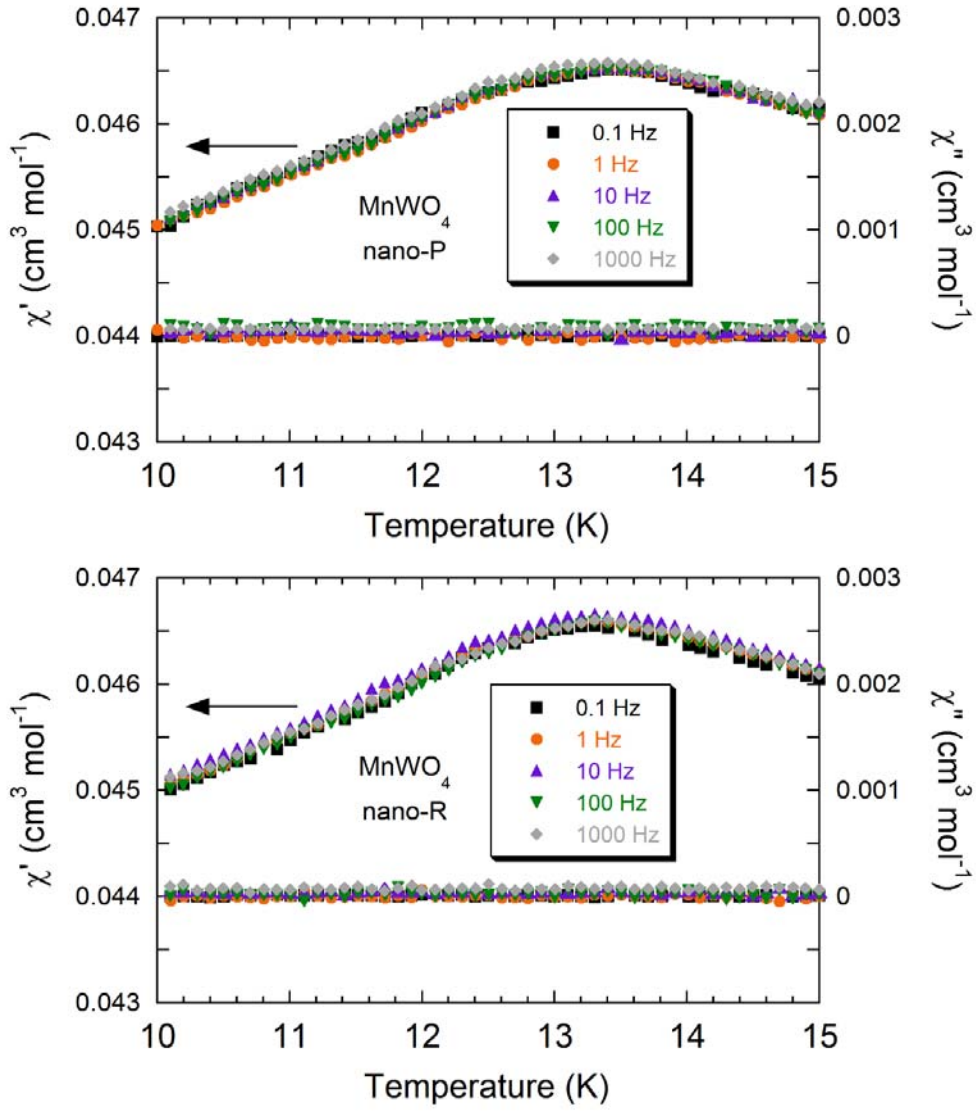 0.047
0.046
0.045
0.044
0.043
χ' (cm³ mol⁻¹)
0.003
0.002
0.001
0
χ" (cm³ mol⁻¹)
MnWO₄
nano-P
0.1 Hz
1 Hz
10 Hz
100 Hz
1000 Hz
10 11 12 13 14 15
Temperature (K)
0.047
0.046
0.045
0.044
0.043
χ' (cm³ mol⁻¹)
0.003
0.002
0.001
0
χ" (cm³ mol⁻¹)
MnWO₄
nano-R
0.1 Hz
1 Hz
10 Hz
100 Hz
1000 Hz
10 11 12 13 14 15
Temperature (K)